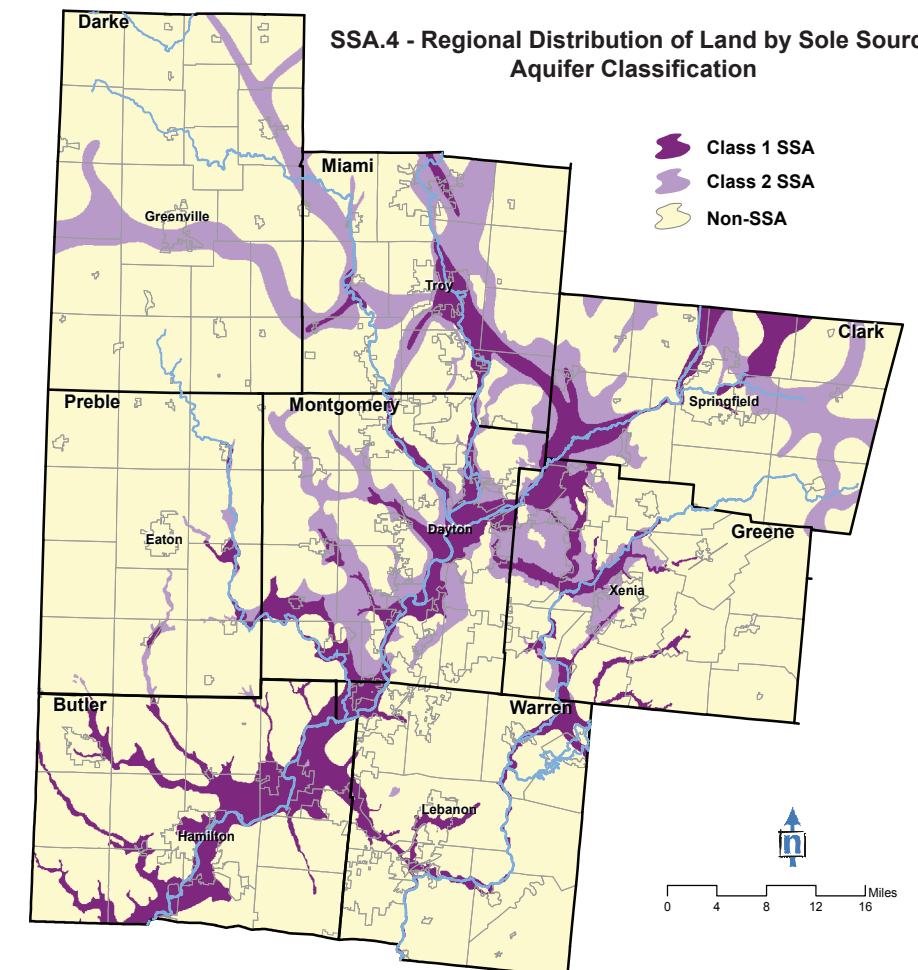 Darke
SSA.4 - Regional Distribution of Land by Sole Sourc
Aquifer Classification
Class 1 SSA
Class 2 SSA
Non-SSA
Miami
Greenville
Troy
Clark
Springfield
Preble
Montgomery
Eaton
Dayton
Greene
Xenia
Butler
Warren
Lebanon
Hamilton
n
Miles
0 4 8 12 16